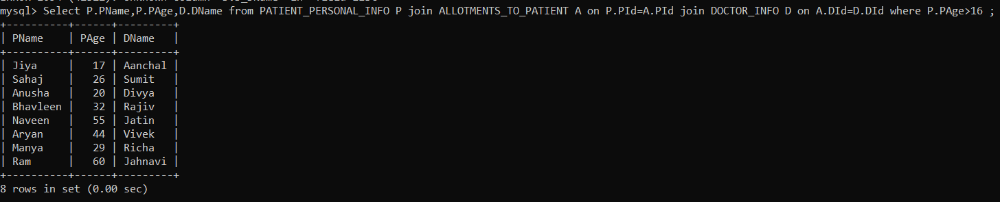 mysql> Select P.PName,P.PAge,D.DName from PATIENT_PERSONAL_INFO P join ALLOTMENTS_TO_PATIENT A on P.PId=A.PId join DOCTOR_INFO D on A.DId=D.DId where P.PAge>16 ;
+----------+------+---------+
| PName    | PAge | DName   |
+----------+------+---------+
| Jiya     |   17 | Aanchal |
| Sahaj    |   26 | Sumit   |
| Anusha   |   20 | Divya   |
| Bhavleen |   32 | Rajiv   |
| Naveen   |   55 | Jatin   |
| Aryan    |   44 | Vivek   |
| Manya    |   29 | Richa   |
| Ram      |   60 | Jahnavi |
+----------+------+---------+
8 rows in set (0.00 sec)